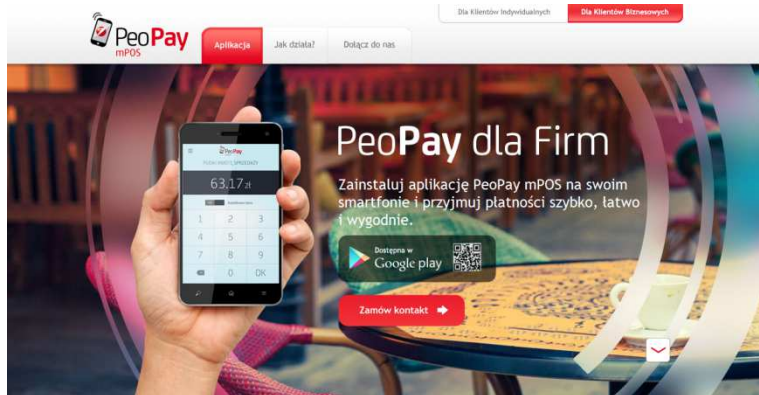 Dla Klientów Indywidualnych
Dla Klientów Biznesowych
PeoPay
mPOS
Aplikacja
Jak działa?
Dołącz do nas
PeoPay dla Firm
Zainstaluj aplikację PeoPay mPOS na swoim
smartfonie i przyjmuj płatności szybko, łatwo
i wygodnie.
Dostępna w
Google play
Zamów kontakt
PeoPay
SPRZEDAŻY
63.17 zł
1 2 3
4 5 6
7 8 9
0 OK